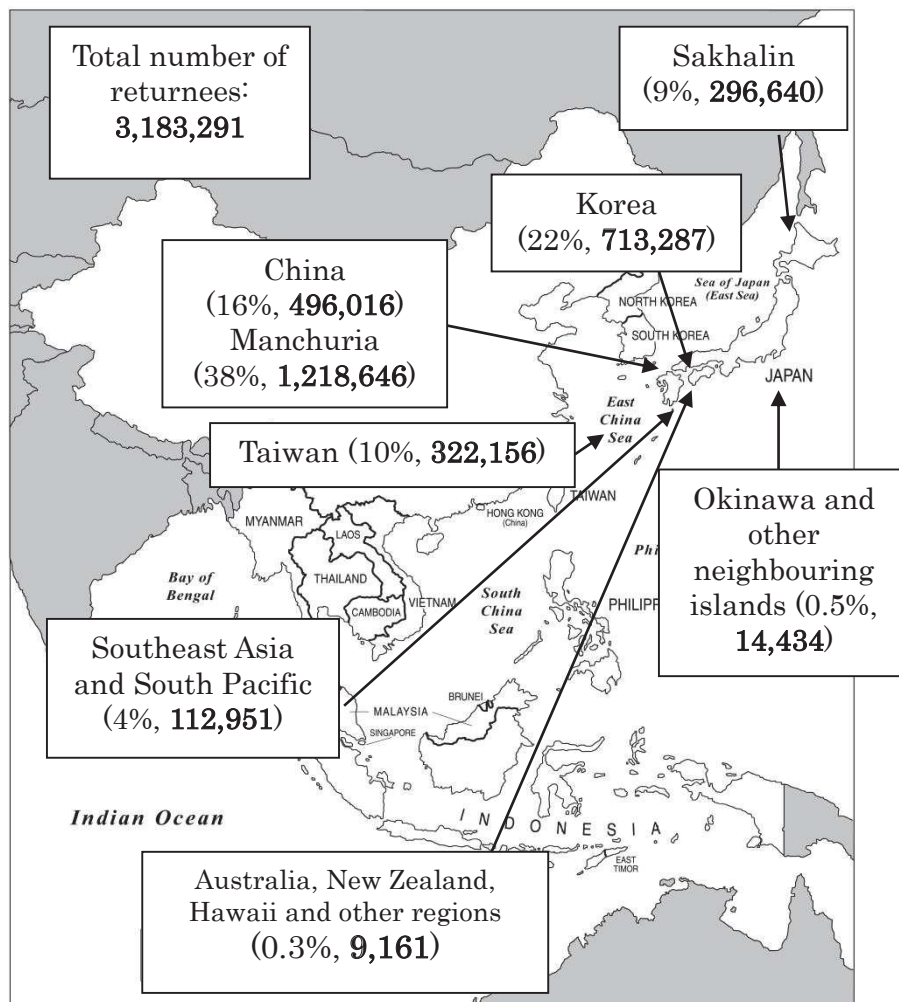 Total number of
returnees:
3,183,291
Sakhalin
(9%, 296,640)
Korea
(22%, 713,287)
China
(16%, 496,016)
Manchuria
(38%, 1,218,646)
Sea of Japan
(East Sea)
NORTH KOREA
SOUTH KOREA
JAPAN
East
China
Sea
Taiwan (10%, 322,156)
TAIWAN
HONG KONG
(China)
MYANMAR
LAOS
THAILAND
VIETNAM
CAMBODIA
Bay of
Bengal
South
China
Sea
Okinawa and
other
neighbouring
islands (0.5%,
14,434)
Southeast Asia
and South Pacific
(4%, 112,951)
BRUNEI
MALAYSIA
SINGAPORE
Indian Ocean
INDONESIA
EAST
TIMOR
Australia, New Zealand,
Hawaii and other regions
(0.3%, 9,161)